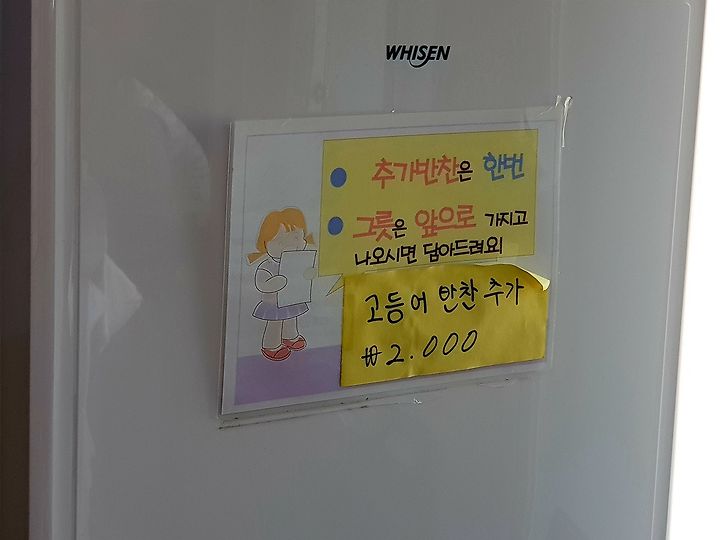 WHISEN
추가반찬은 한번
그릇은 앞으로 가지고
나오시면 담아드려요!
고등어 반찬 추가
₩2.000